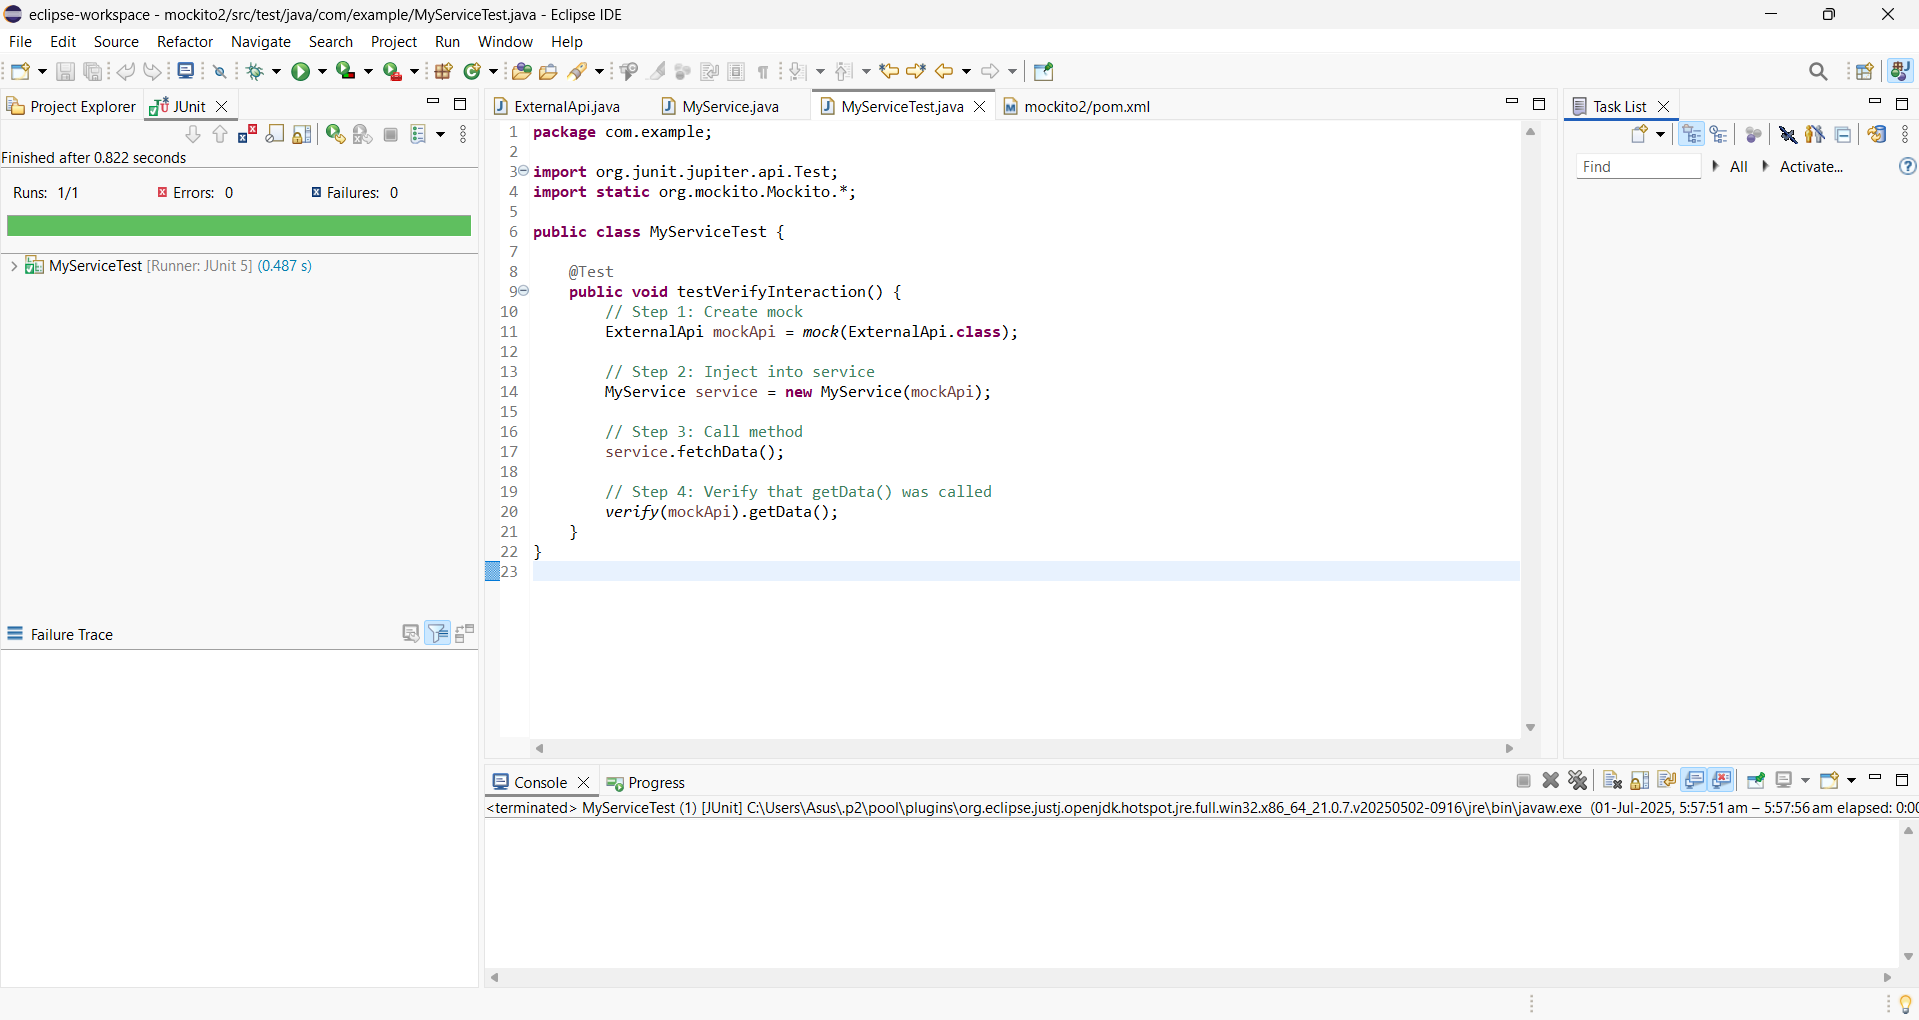 eclipse-workspace - mockito2/src/test/java/com/example/MyServiceTest.java - Eclipse IDE
File Edit Source Refactor Navigate Search Project Run Window Help
Project Explorer JUnit
Finished after 0.822 seconds
Runs: 1/1 Errors: 0 Failures: 0
MyServiceTest [Runner: JUnit 5] (0.487 s)
Failure Trace
ExternalApi.java MyService.java MyServiceTest.java mockito2/pom.xml
1 package com.example;
2
3 import org.junit.jupiter.api.Test;
4 import static org.mockito.Mockito.*;
5
6 public class MyServiceTest {
7
8 @Test
9 public void testVerifyInteraction() {
10 // Step 1: Create mock
11 ExternalApi mockApi = mock(ExternalApi.class);
12
13 // Step 2: Inject into service
14 MyService service = new MyService(mockApi);
15
16 // Step 3: Call method
17 service.fetchData();
18
19 // Step 4: Verify that getData() was called
20 verify(mockApi).getData();
21 }
22 }
23
Task List
Find All Activate...
Console Progress
<terminated> MyServiceTest (1) [JUnit] C:\Users\Asus\.p2\pool\plugins\org.eclipse.justj.openjdk.hotspot.jre.full.win32.x86_64_21.0.7.v20250502-0916\jre\bin\javaw.exe (01-Jul-2025, 5:57:51 am – 5:57:56 am elapsed: 0:00